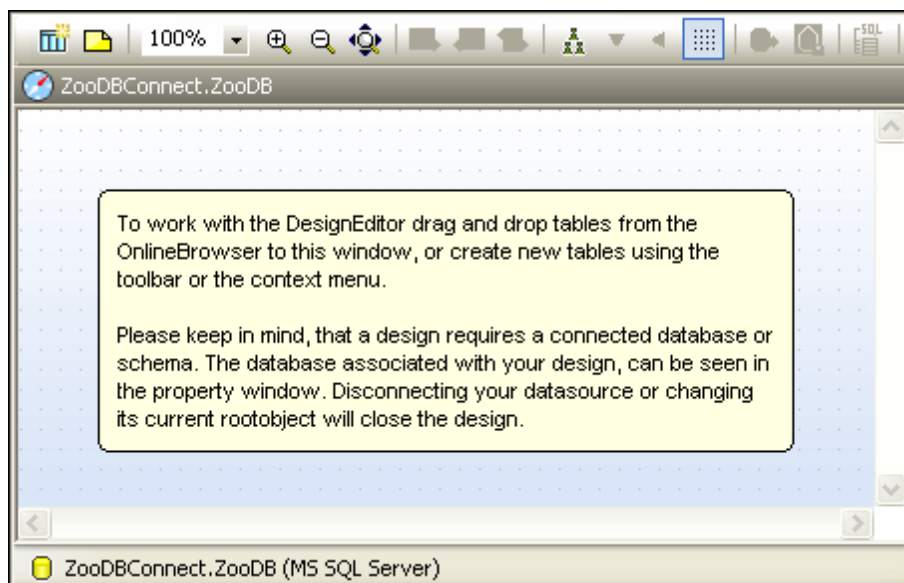 100%
SQL
ZooDBConnect.ZooDB
To work with the DesignEditor drag and drop tables from the
OnlineBrowser to this window, or create new tables using the
toolbar or the context menu.
Please keep in mind, that a design requires a connected database or
schema. The database associated with your design, can be seen in
the property window. Disconnecting your datasource or changing
its current rootobject will close the design.
ZooDBConnect.ZooDB (MS SQL Server)